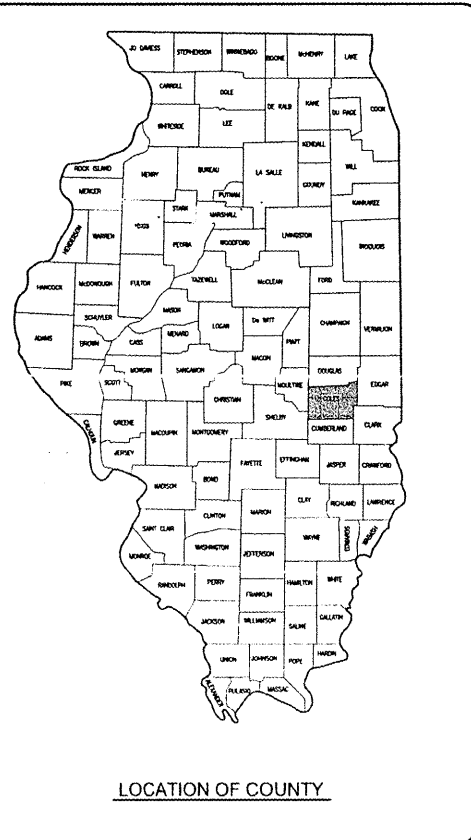 JO DAVIESS STEPHENSON WINNEBAGO BOONE McHENRY LAKE
CARROLL OGLE DE KALB KANE COOK
DU PAGE
WHITESIDE LEE
KENDALL
ROCK ISLAND HENRY BUREAU LA SALLE WILL
GRUNDY
MERCER PUTNAM
STARK MARSHALL KANKAKEE
HENDERSON WARREN KNOX PEORIA WOODFORD LIVINGSTON IROQUOIS
HANCOCK McDONOUGH FULTON TAZEWELL McCLEAN FORD
SCHUYLER MASON LOGAN De WITT CHAMPAIGN VERMILION
ADAMS BROWN CASS MENARD PIATT
MACON
PIKE SCOTT MORGAN SANGAMON MOULTRIE DOUGLAS EDGAR
CHRISTIAN COLES
CALHOUN GREENE MACOUPIN MONTGOMERY SHELBY CUMBERLAND CLARK
JERSEY FAYETTE EFFINGHAM JASPER CRAWFORD
MADISON BOND CLAY RICHLAND LAWRENCE
CLINTON MARION
SAINT CLAIR WAYNE EDWARDS WABASH
MONROE WASHINGTON JEFFERSON
RANDOLPH PERRY HAMILTON WHITE
FRANKLIN
JACKSON WILLIAMSON SALINE GALLATIN
UNION JOHNSON POPE HARDIN
ALEXANDER PULASKI MASSAC
LOCATION OF COUNTY